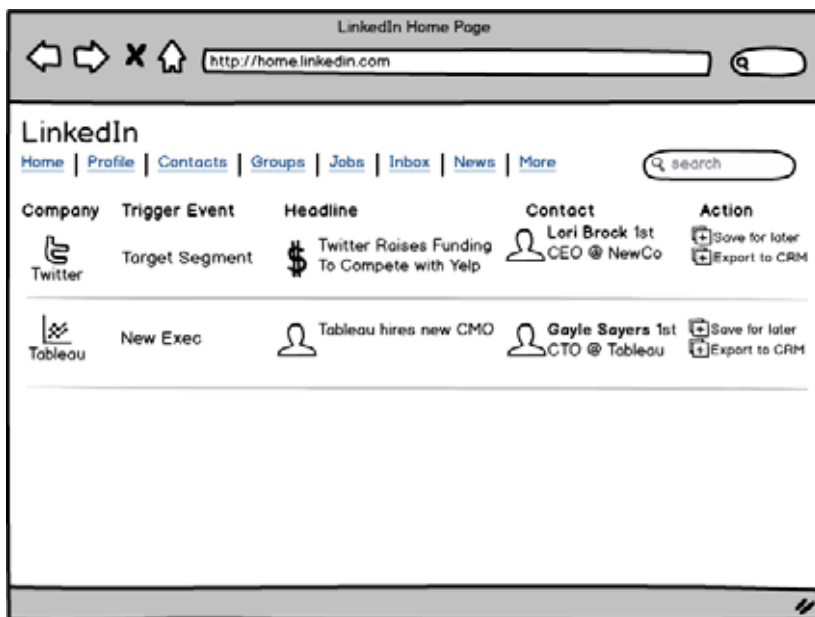 LinkedIn Home Page
http://home.linkedin.com
LinkedIn
Home | Profile | Contacts | Groups | Jobs | Inbox | News | More
search
Company Trigger Event Headline Contact Action
Twitter
Target Segment
$ Twitter Raises Funding
To Compete with Yelp
Lori Brock 1st
CEO @ NewCo
Save for later
Export to CRM
Tableau
New Exec
Tableau hires new CMO
Gayle Sayers 1st
CTO @ Tableau
Save for later
Export to CRM